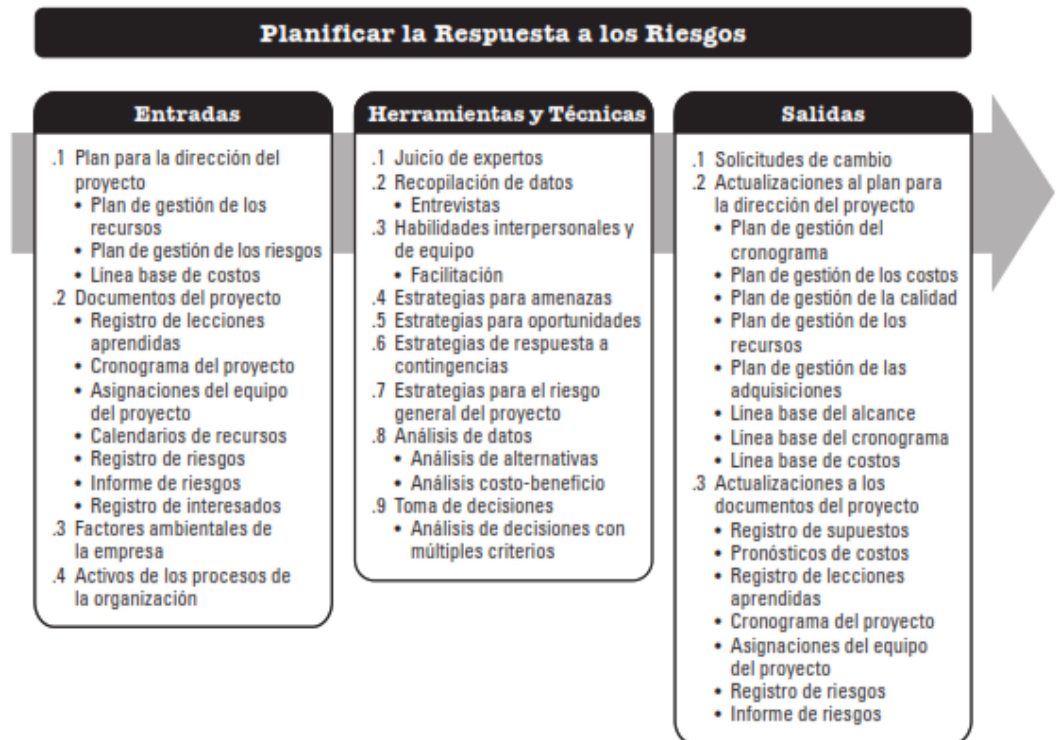 Planificar la Respuesta a los Riesgos
Entradas
.1 Plan para la dirección del
proyecto
• Plan de gestión de los
recursos
• Plan de gestión de los riesgos
• Línea base de costos
.2 Documentos del proyecto
• Registro de lecciones
aprendidas
• Cronograma del proyecto
• Asignaciones del equipo
del proyecto
• Calendarios de recursos
• Registro de riesgos
• Informe de riesgos
• Registro de interesados
.3 Factores ambientales de
la empresa
.4 Activos de los procesos de
la organización
Herramientas y Técnicas
.1 Juicio de expertos
.2 Recopilación de datos
• Entrevistas
.3 Habilidades interpersonales y
de equipo
• Facilitación
.4 Estrategias para amenazas
.5 Estrategias para oportunidades
.6 Estrategias de respuesta a
contingencias
.7 Estrategias para el riesgo
general del proyecto
.8 Análisis de datos
• Análisis de alternativas
• Análisis costo-beneficio
.9 Toma de decisiones
• Análisis de decisiones con
múltiples criterios
Salidas
.1 Solicitudes de cambio
.2 Actualizaciones al plan para
la dirección del proyecto
• Plan de gestión del
cronograma
• Plan de gestión de los costos
• Plan de gestión de la calidad
• Plan de gestión de los
recursos
• Plan de gestión de las
adquisiciones
• Línea base del alcance
• Línea base del cronograma
• Línea base de costos
.3 Actualizaciones a los
documentos del proyecto
• Registro de supuestos
• Pronósticos de costos
• Registro de lecciones
aprendidas
• Cronograma del proyecto
• Asignaciones del equipo
del proyecto
• Registro de riesgos
• Informe de riesgos